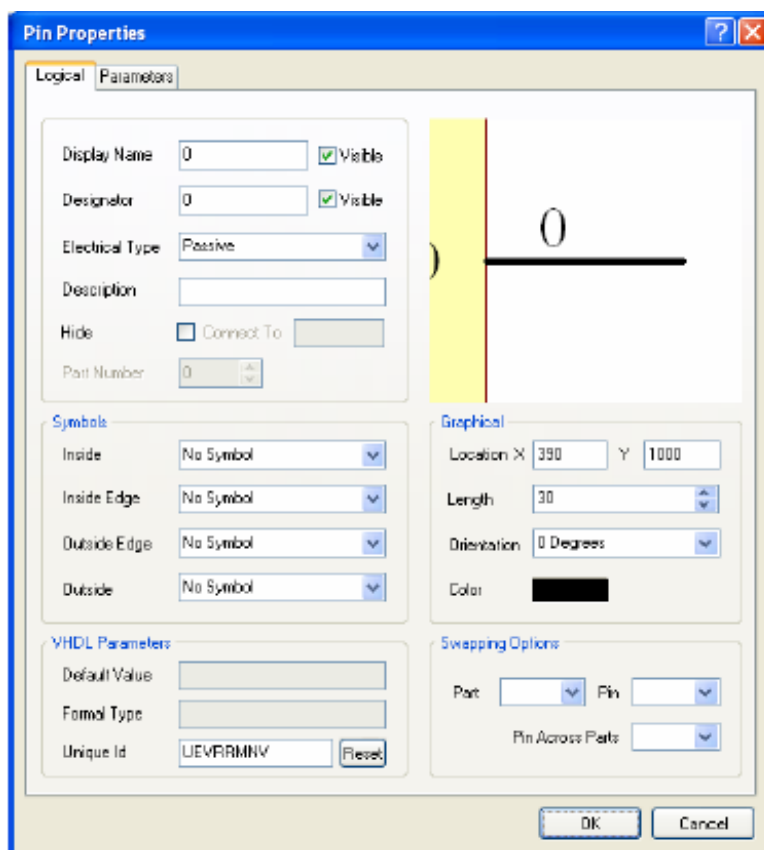 Pin Properties
Logical Parameters
Display Name 0 Visible
Designator 0 Visible
0
Electrical Type Passive
Description
Hide Connect To
Part Number 0
Symbols
Inside No Symbol
Inside Edge No Symbol
Outside Edge No Symbol
Outside No Symbol
Graphical
Location X 390 Y 1000
Length 30
Orientation 0 Degrees
Color
VHDL Parameters
Default Value
Formal Type
Unique Id UEVRRMNV Reset
Swapping Options
Part Pin
Pin Across Parts
OK Cancel